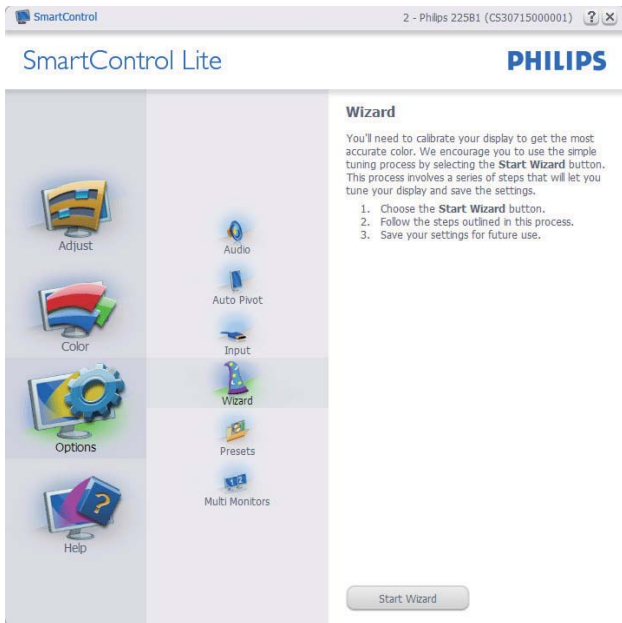 SmartControl
2 - Philips 225B1 (CS30715000001)
?
SmartControl Lite
PHILIPS
Adjust
Color
Options
?
Help
Audio
Auto Pivot
Input
Wizard
Presets
1 2
Multi Monitors
Wizard
You'll need to calibrate your display to get the most
accurate color. We encourage you to use the simple
tuning process by selecting the Start Wizard button.
This process involves a series of steps that will let you
tune your display and save the settings.
1. Choose the Start Wizard button.
2. Follow the steps outlined in this process.
3. Save your settings for future use.
Start Wizard